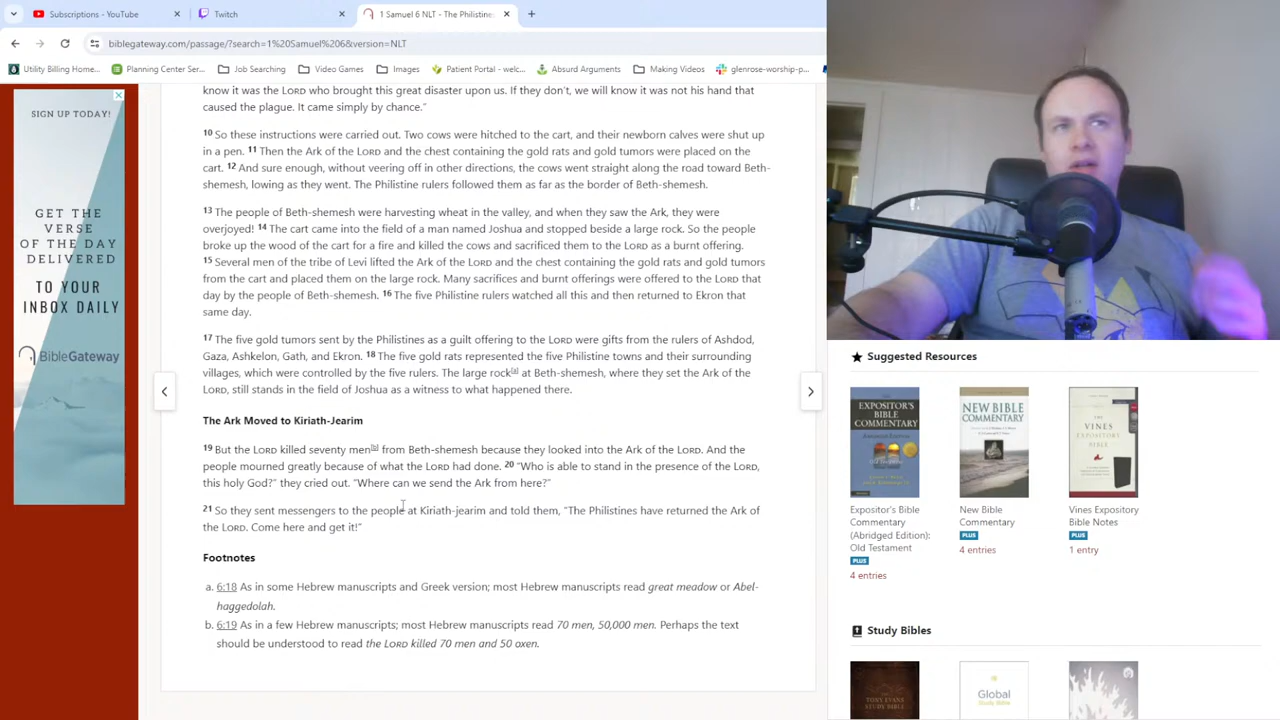 Subscriptions - YouTube
Twitch
1 Samuel 6 NLT - The Philistine
biblegateway.com/passage/?search=1%20Samuel%206&version=NLT
Utility Billing Home...
Planning Center Ser...
Job Searching
Video Games
Images
Patient Portal - welc...
Absurd Arguments
Making Videos
glenrose-worship-p...
SIGN UP TODAY!
GET THE
VERSE
OF THE DAY
DELIVERED
TO YOUR
INBOX DAILY
BibleGateway
know it was the LORD who brought this great disaster upon us. If they don't, we will know it was not his hand that
caused the plague. It came simply by chance."
10 So these instructions were carried out. Two cows were hitched to the cart, and their newborn calves were shut up
in a pen. 11 Then the Ark of the LORD and the chest containing the gold rats and gold tumors were placed on the
cart. 12 And sure enough, without veering off in other directions, the cows went straight along the road toward Beth-
shemesh, lowing as they went. The Philistine rulers followed them as far as the border of Beth-shemesh.
13 The people of Beth-shemesh were harvesting wheat in the valley, and when they saw the Ark, they were
overjoyed! 14 The cart came into the field of a man named Joshua and stopped beside a large rock. So the people
broke up the wood of the cart for a fire and killed the cows and sacrificed them to the LORD as a burnt offering.
15 Several men of the tribe of Levi lifted the Ark of the LORD and the chest containing the gold rats and gold tumors
from the cart and placed them on the large rock. Many sacrifices and burnt offerings were offered to the LORD that
day by the people of Beth-shemesh. 16 The five Philistine rulers watched all this and then returned to Ekron that
same day.
17 The five gold tumors sent by the Philistines as a guilt offering to the LORD were gifts from the rulers of Ashdod,
Gaza, Ashkelon, Gath, and Ekron. 18 The five gold rats represented the five Philistine towns and their surrounding
villages, which were controlled by the five rulers. The large rock[a] at Beth-shemesh, where they set the Ark of the
LORD, still stands in the field of Joshua as a witness to what happened there.
The Ark Moved to Kiriath-Jearim
19 But the LORD killed seventy men[b] from Beth-shemesh because they looked into the Ark of the LORD. And the
people mourned greatly because of what the LORD had done. 20 "Who is able to stand in the presence of the LORD,
this holy God?" they cried out. "Where can we send the Ark from here?"
21 So they sent messengers to the people at Kiriath-jearim and told them, "The Philistines have returned the Ark of
the LORD. Come here and get it!"
Footnotes
a. 6:18 As in some Hebrew manuscripts and Greek version; most Hebrew manuscripts read great meadow or Abel-
haggedolah.
b. 6:19 As in a few Hebrew manuscripts; most Hebrew manuscripts read 70 men, 50,000 men. Perhaps the text
should be understood to read the LORD killed 70 men and 50 oxen.
Suggested Resources
EXPOSITOR'S
BIBLE
COMMENTARY
NEW BIBLE
COMMENTARY
THE
VINES
EXPOSITORY
BIBLE
Expositor's Bible
Commentary
(Abridged Edition):
Old Testament
PLUS
4 entries
New Bible
Commentary
PLUS
4 entries
Vines Expository
Bible Notes
PLUS
1 entry
Study Bibles
TONY EVANS
STUDY BIBLE
Global
Study Bible